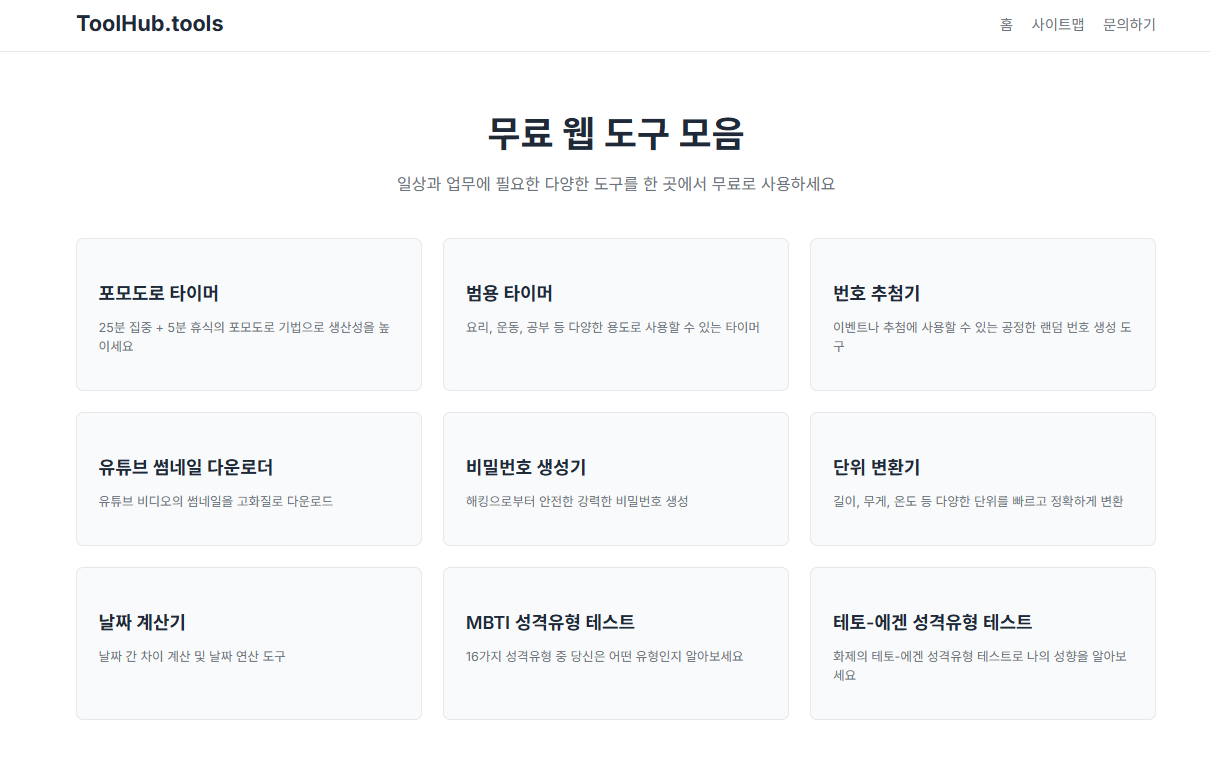 ToolHub.tools
홈 사이트맵 문의하기
무료 웹 도구 모음
일상과 업무에 필요한 다양한 도구를 한 곳에서 무료로 사용하세요
포모도로 타이머
25분 집중 + 5분 휴식의 포모도로 기법으로 생산성을 높
이세요
범용 타이머
요리, 운동, 공부 등 다양한 용도로 사용할 수 있는 타이머
번호 추첨기
이벤트나 추첨에 사용할 수 있는 공정한 랜덤 번호 생성 도
구
유튜브 썸네일 다운로더
유튜브 비디오의 썸네일을 고화질로 다운로드
비밀번호 생성기
해킹으로부터 안전한 강력한 비밀번호 생성
단위 변환기
길이, 무게, 온도 등 다양한 단위를 빠르고 정확하게 변환
날짜 계산기
날짜 간 차이 계산 및 날짜 연산 도구
MBTI 성격유형 테스트
16가지 성격유형 중 당신은 어떤 유형인지 알아보세요
테토-에겐 성격유형 테스트
화제의 테토-에겐 성격유형 테스트로 나의 성향을 알아보
세요